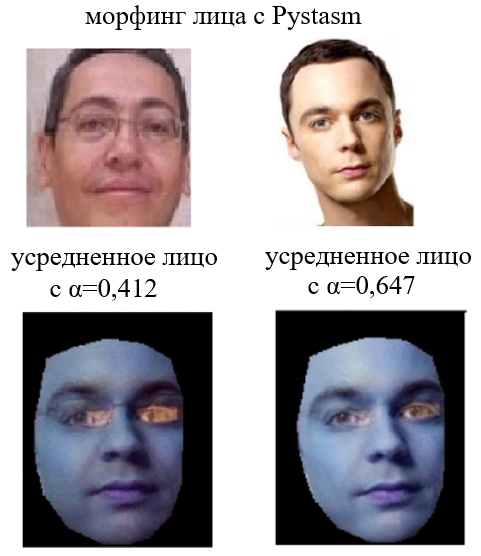 морфинг лица с Pystasm
усредненное лицо
с α=0,412
усредненное лицо
с α=0,647